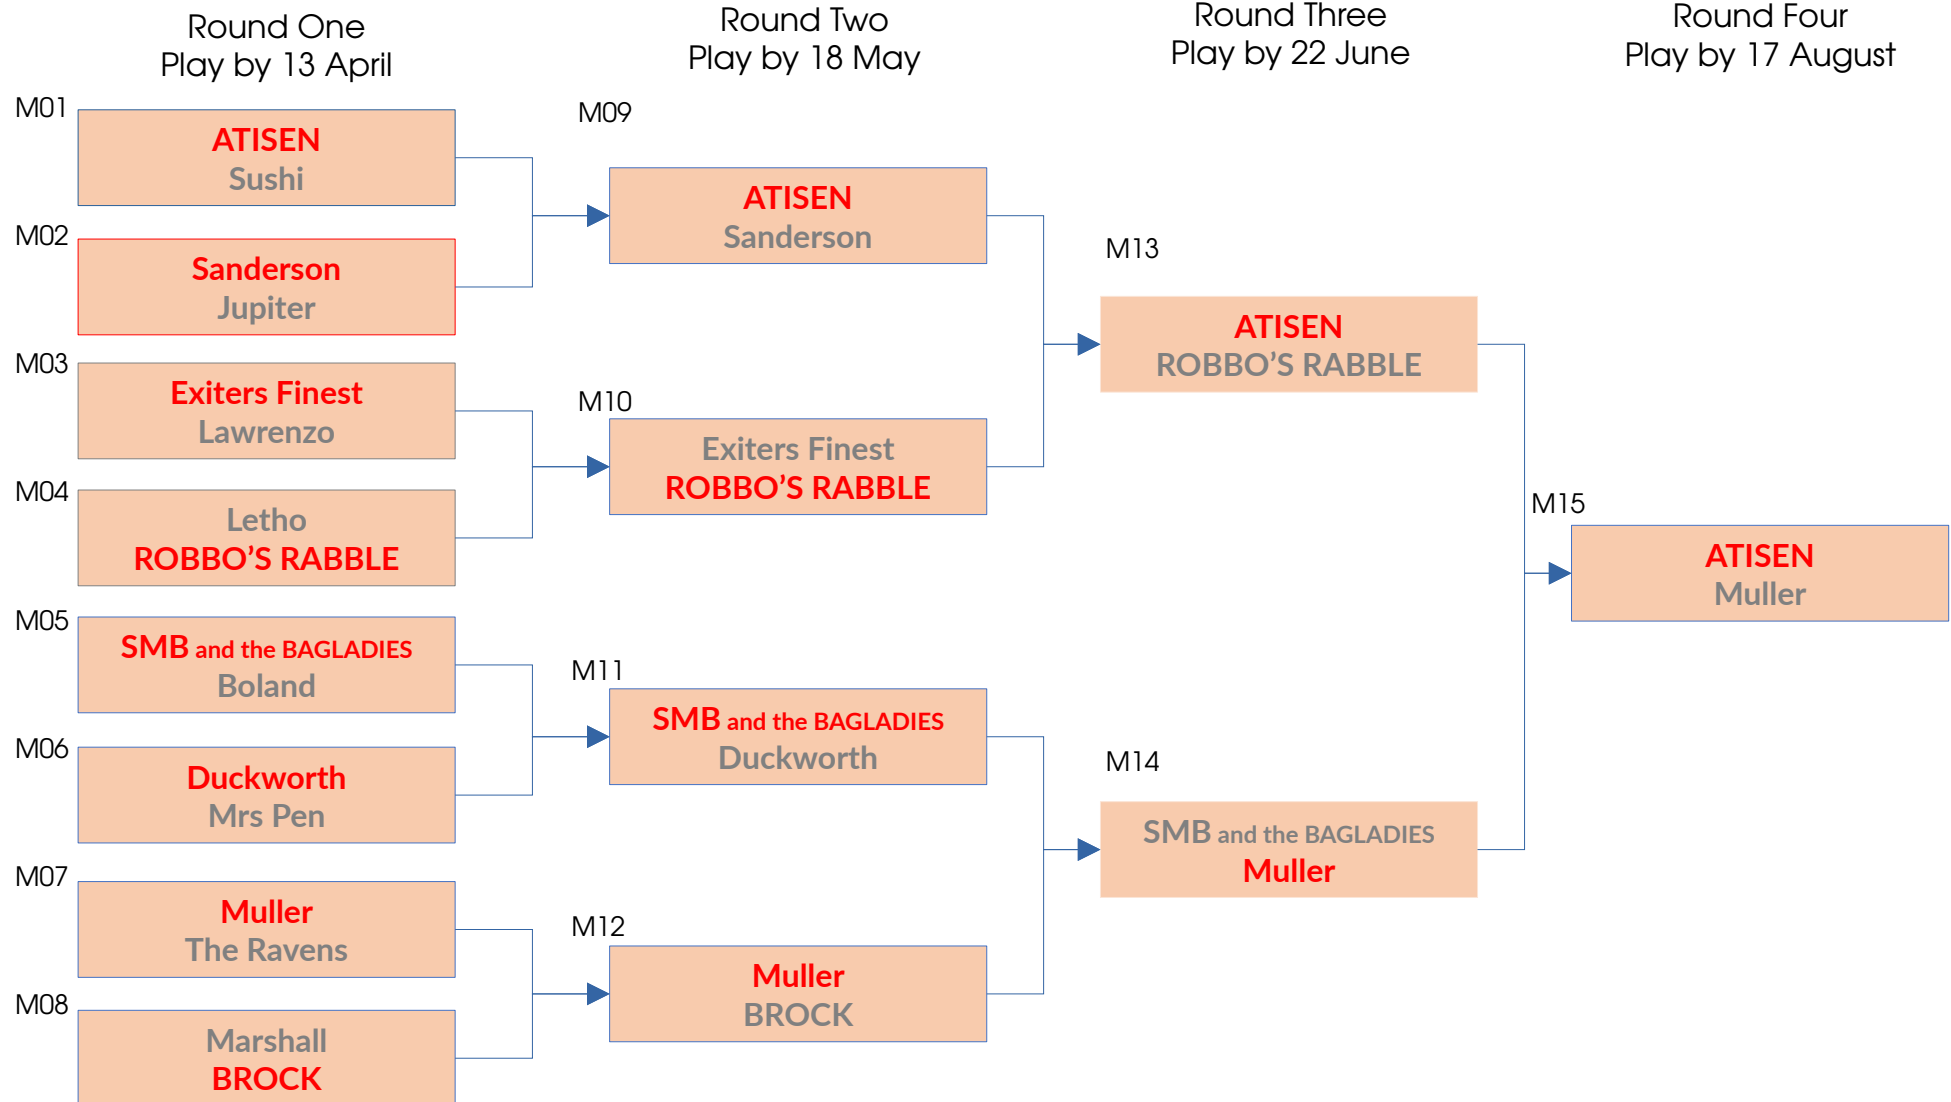 Round One
Play by 13 April
Round Two
Play by 18 May
Round Three
Play by 22 June
Round Four
Play by 17 August
M01
ATISEN
Sushi
M02
Sanderson
Jupiter
M03
Exiters Finest
Lawrenzo
M04
Letho
ROBBO’S RABBLE
M05
SMB and the BAGLADIES
Boland
M06
Duckworth
Mrs Pen
M07
Muller
The Ravens
M08
Marshall
BROCK
M09
ATISEN
Sanderson
M10
Exiters Finest
ROBBO’S RABBLE
M11
SMB and the BAGLADIES
Duckworth
M12
Muller
BROCK
M13
ATISEN
ROBBO’S RABBLE
M14
SMB and the BAGLADIES
Muller
M15
ATISEN
Muller